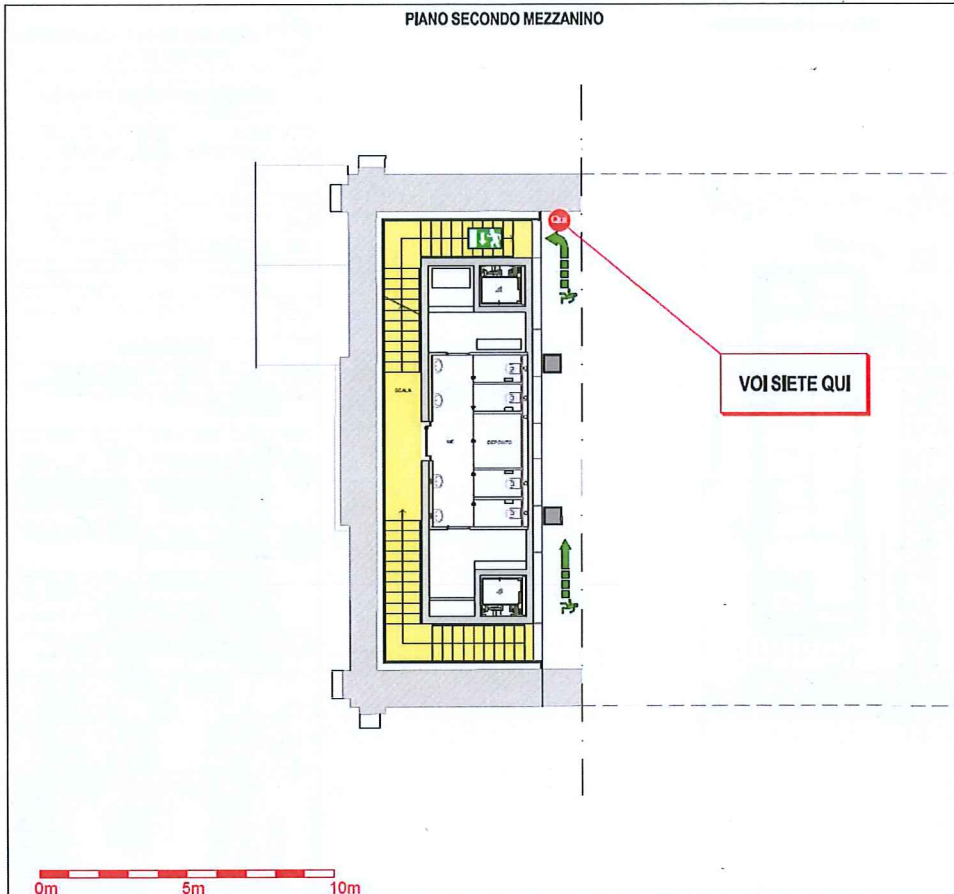 PIANO SECONDO MEZZANINO
Qui
VOI SIETE QUI
SCALA
WC
DEPOSITO
0m 5m 10m